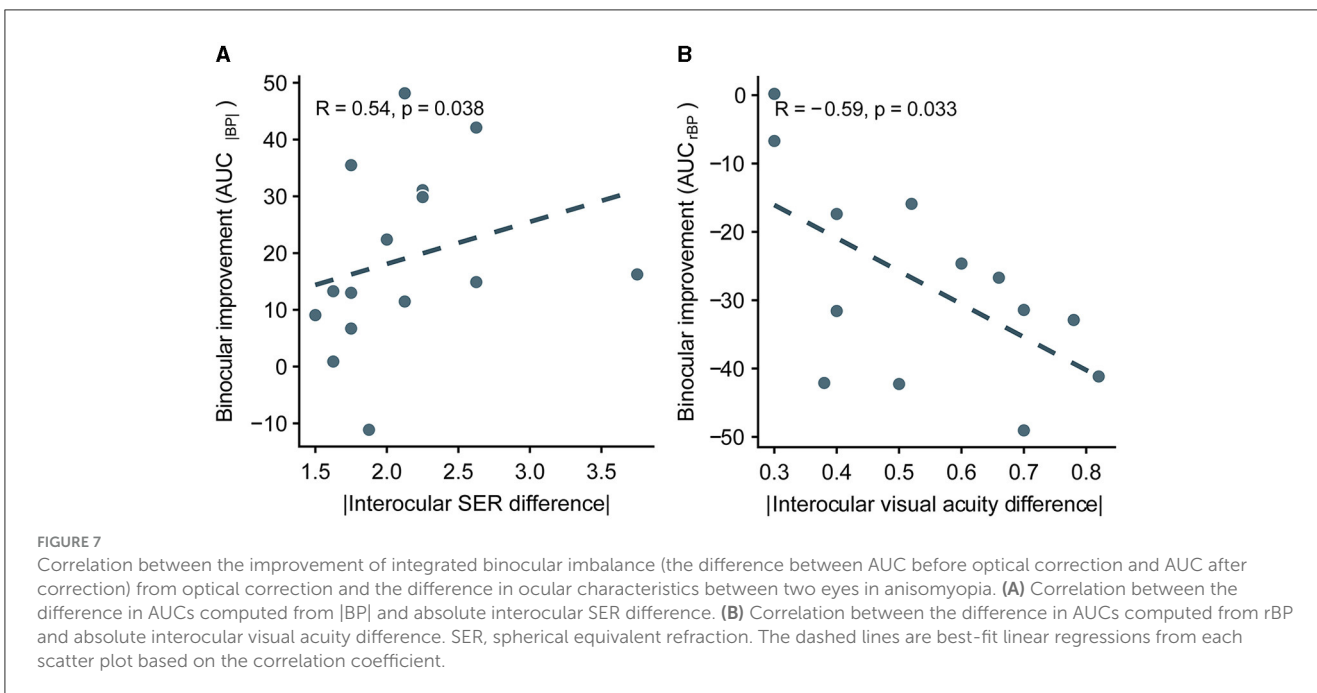 A
Binocular improvement (AUC |BP| )
50
40
30
20
10
0
−10
R = 0.54, p = 0.038
1.5 2.0 2.5 3.0 3.5
|Interocular SER difference|
B
Binocular improvement (AUCrBP )
0
−10
−20
−30
−40
−50
R = −0.59, p = 0.033
0.3 0.4 0.5 0.6 0.7 0.8
|Interocular visual acuity difference|
FIGURE 7
Correlation between the improvement of integrated binocular imbalance (the difference between AUC before optical correction and AUC after
correction) from optical correction and the difference in ocular characteristics between two eyes in anisomyopia. (A) Correlation between the
difference in AUCs computed from |BP| and absolute interocular SER difference. (B) Correlation between the difference in AUCs computed from rBP
and absolute interocular visual acuity difference. SER, spherical equivalent refraction. The dashed lines are best-fit linear regressions from each
scatter plot based on the correlation coefficient.